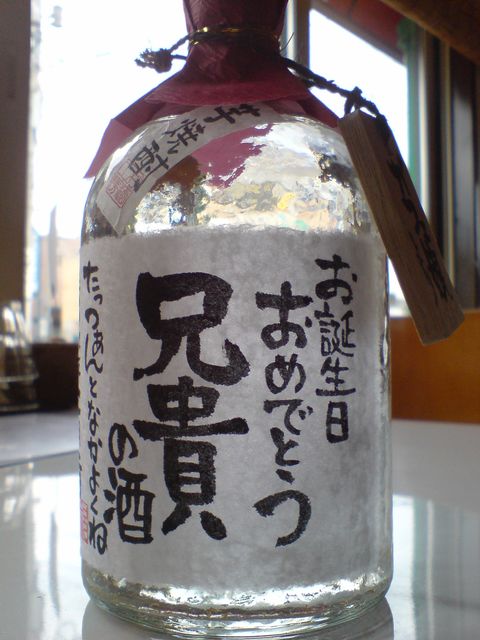 芋焼酎
お誕生日
おめでとう
兄貴
の酒
たっつぁんとなかよくね